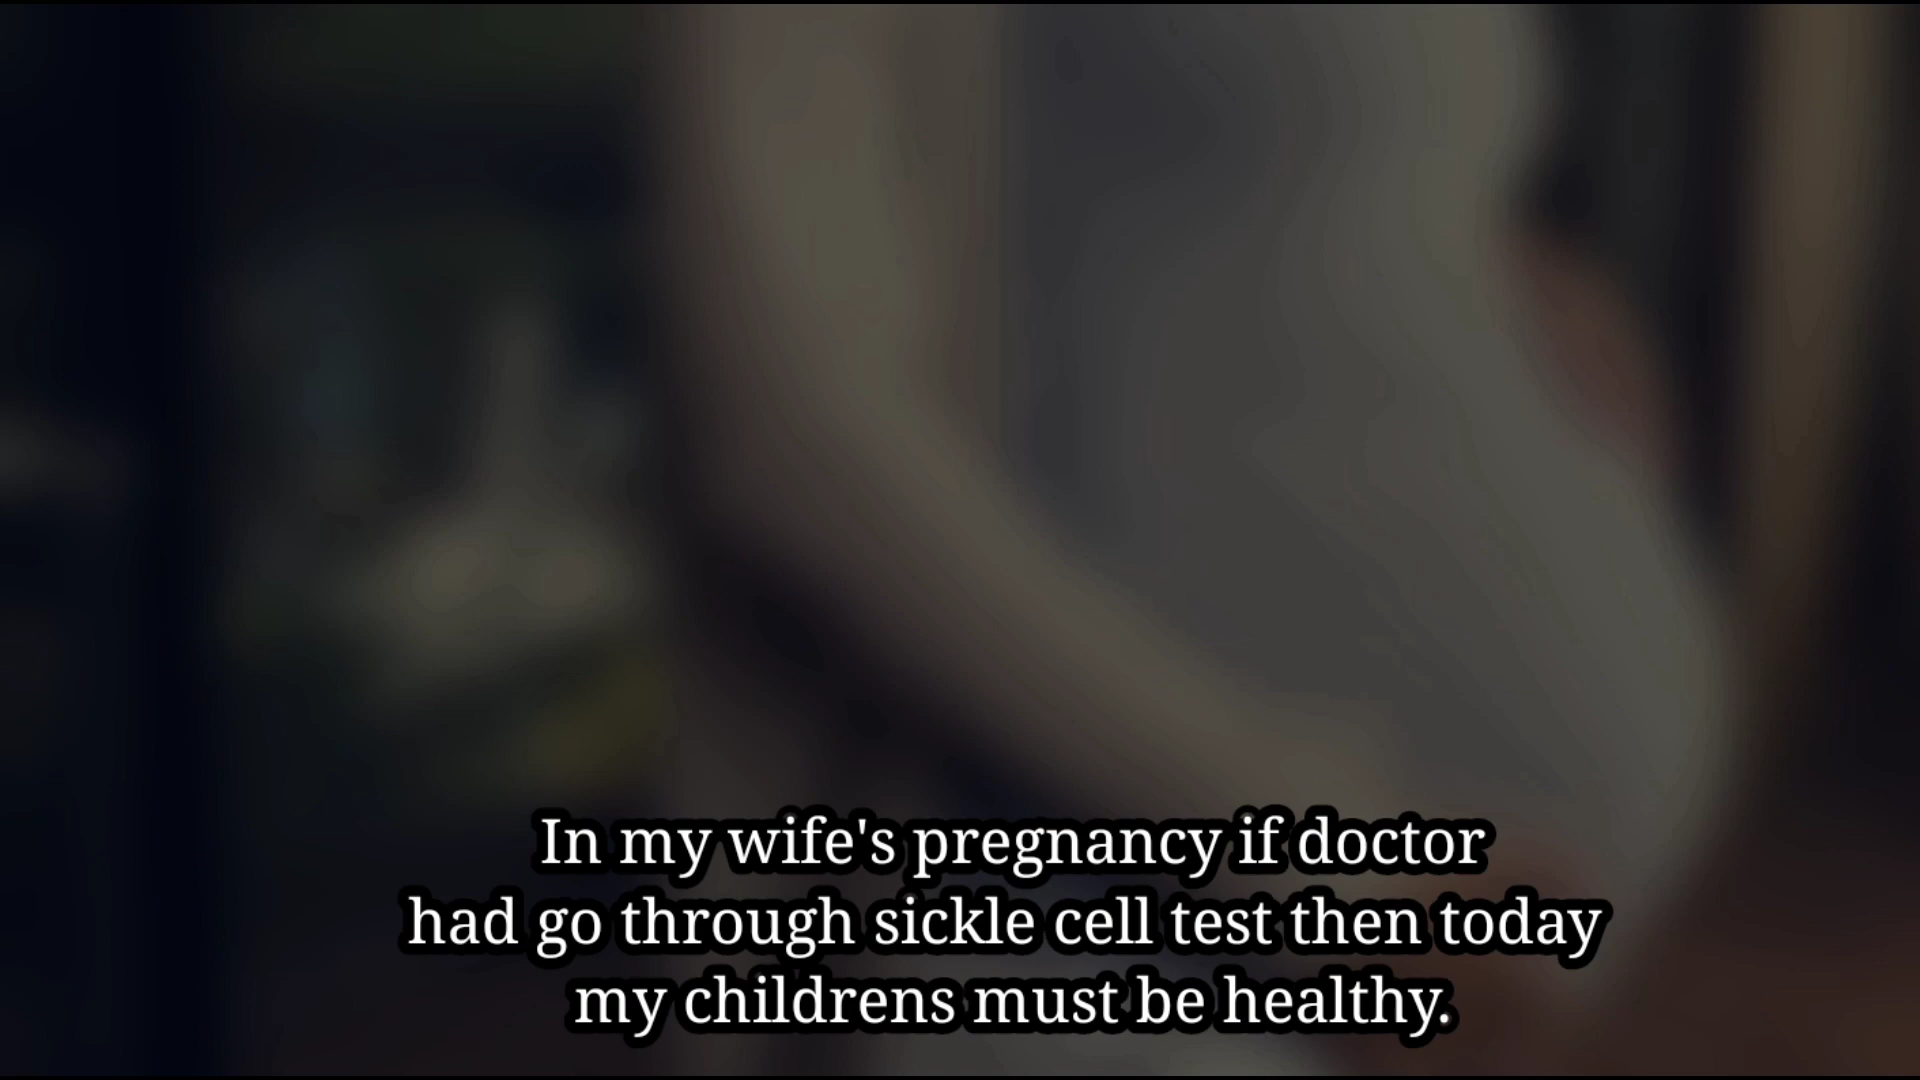 In my wife's pregnancy if doctor
had go through sickle cell test then today
my childrens must be healthy.